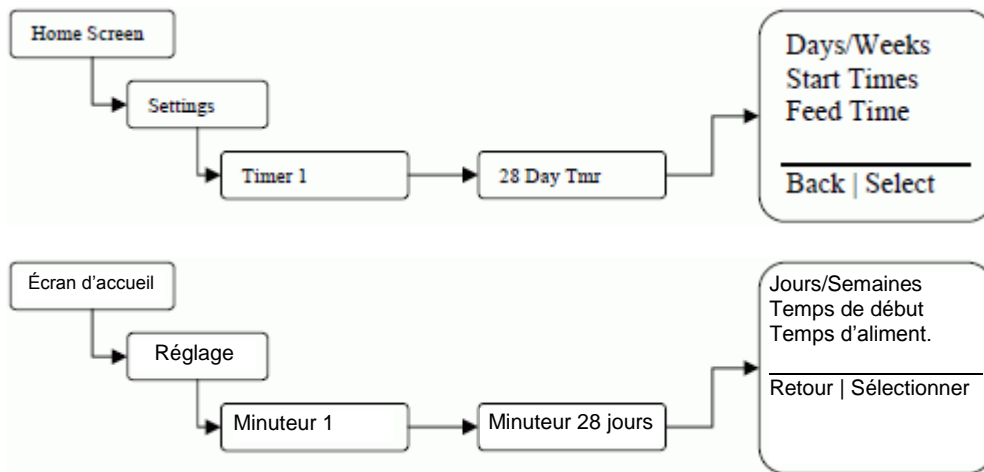 Home Screen
Settings
Timer 1
28 Day Tmr
Days/Weeks
Start Times
Feed Time
Back | Select
Écran d’accueil
Réglage
Minuteur 1
Minuteur 28 jours
Jours/Semaines
Temps de début
Temps d’aliment.
Retour | Sélectionner